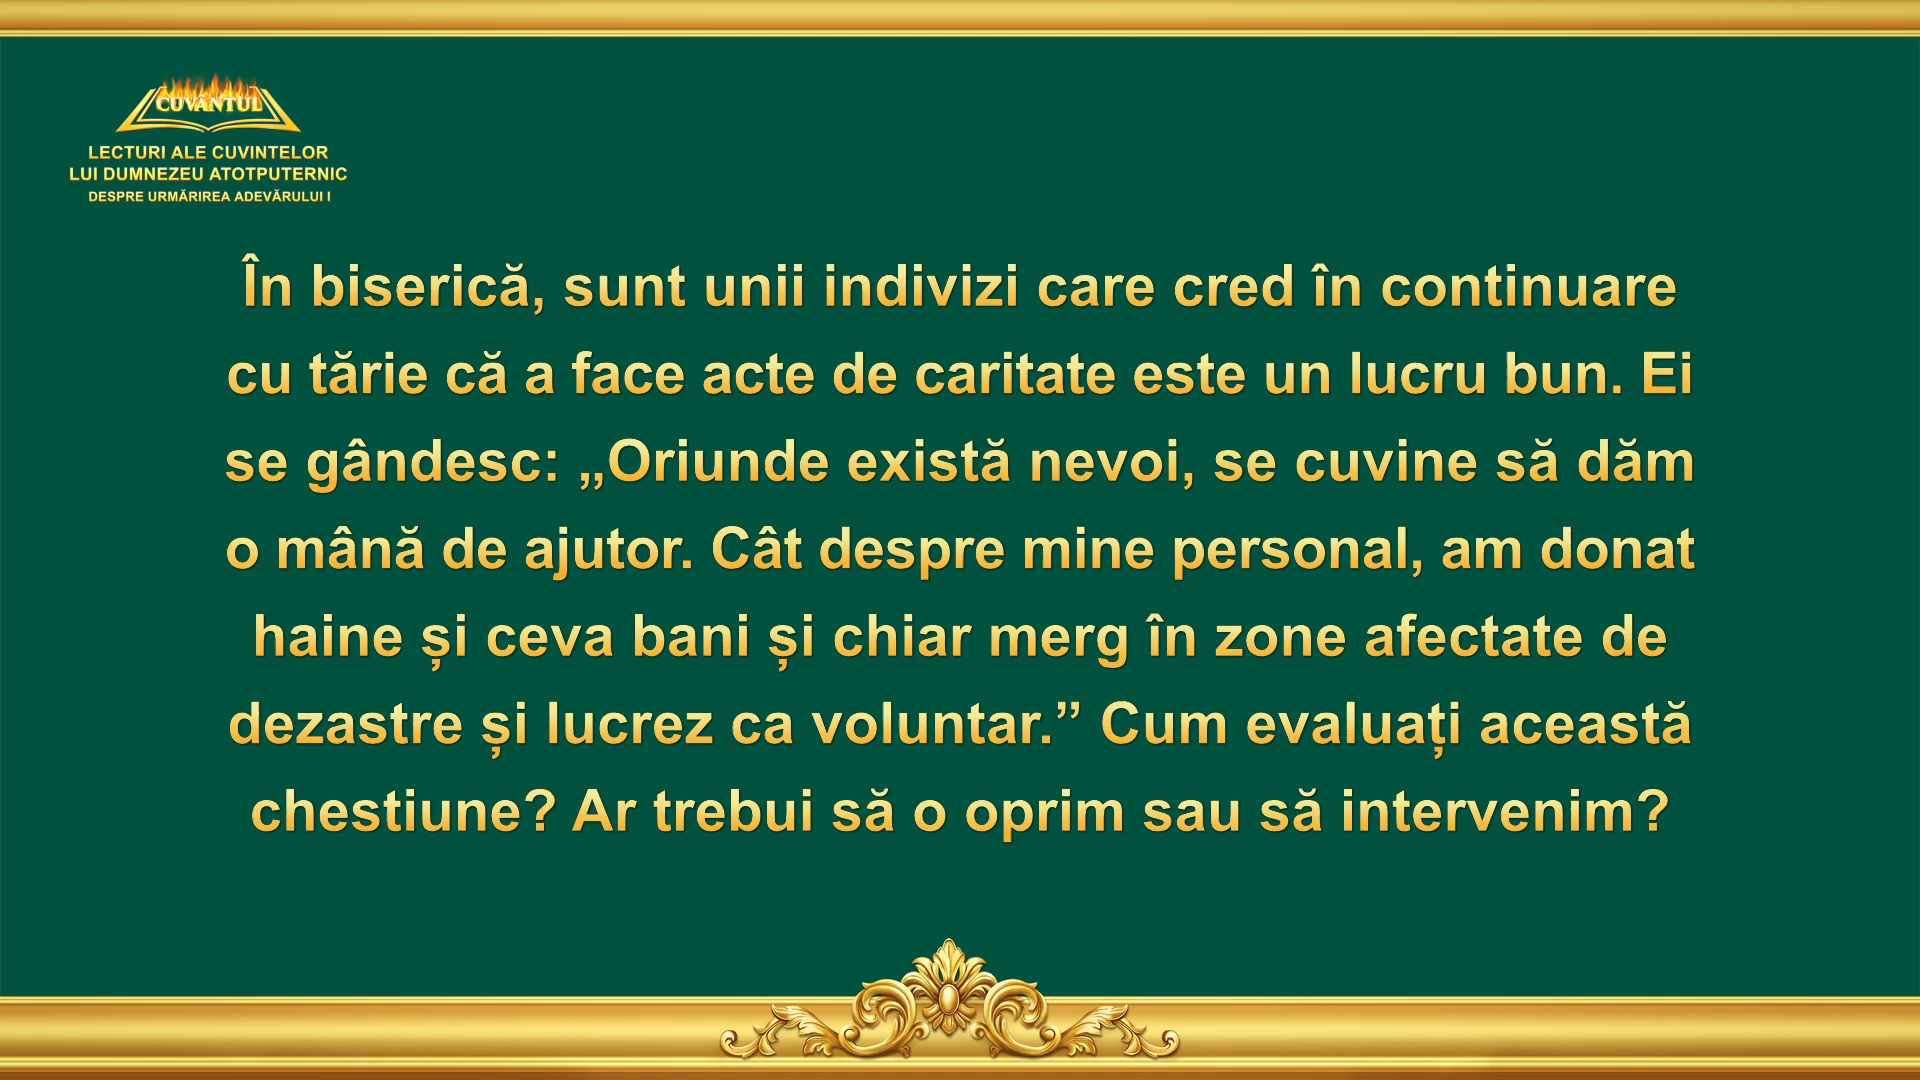 CUVÂNTUL
LECTURI ALE CUVINTELOR
LUI DUMNEZEU ATOTPUTERNIC
DESPRE URMĂRIREA ADEVĂRULUI I
În biserică, sunt unii indivizi care cred în continuare
cu tărie că a face acte de caritate este un lucru bun. Ei
se gândesc: „Oriunde există nevoi, se cuvine să dăm
o mână de ajutor. Cât despre mine personal, am donat
haine și ceva bani și chiar merg în zone afectate de
dezastre și lucrez ca voluntar.” Cum evaluați această
chestiune? Ar trebui să o oprim sau să intervenim?